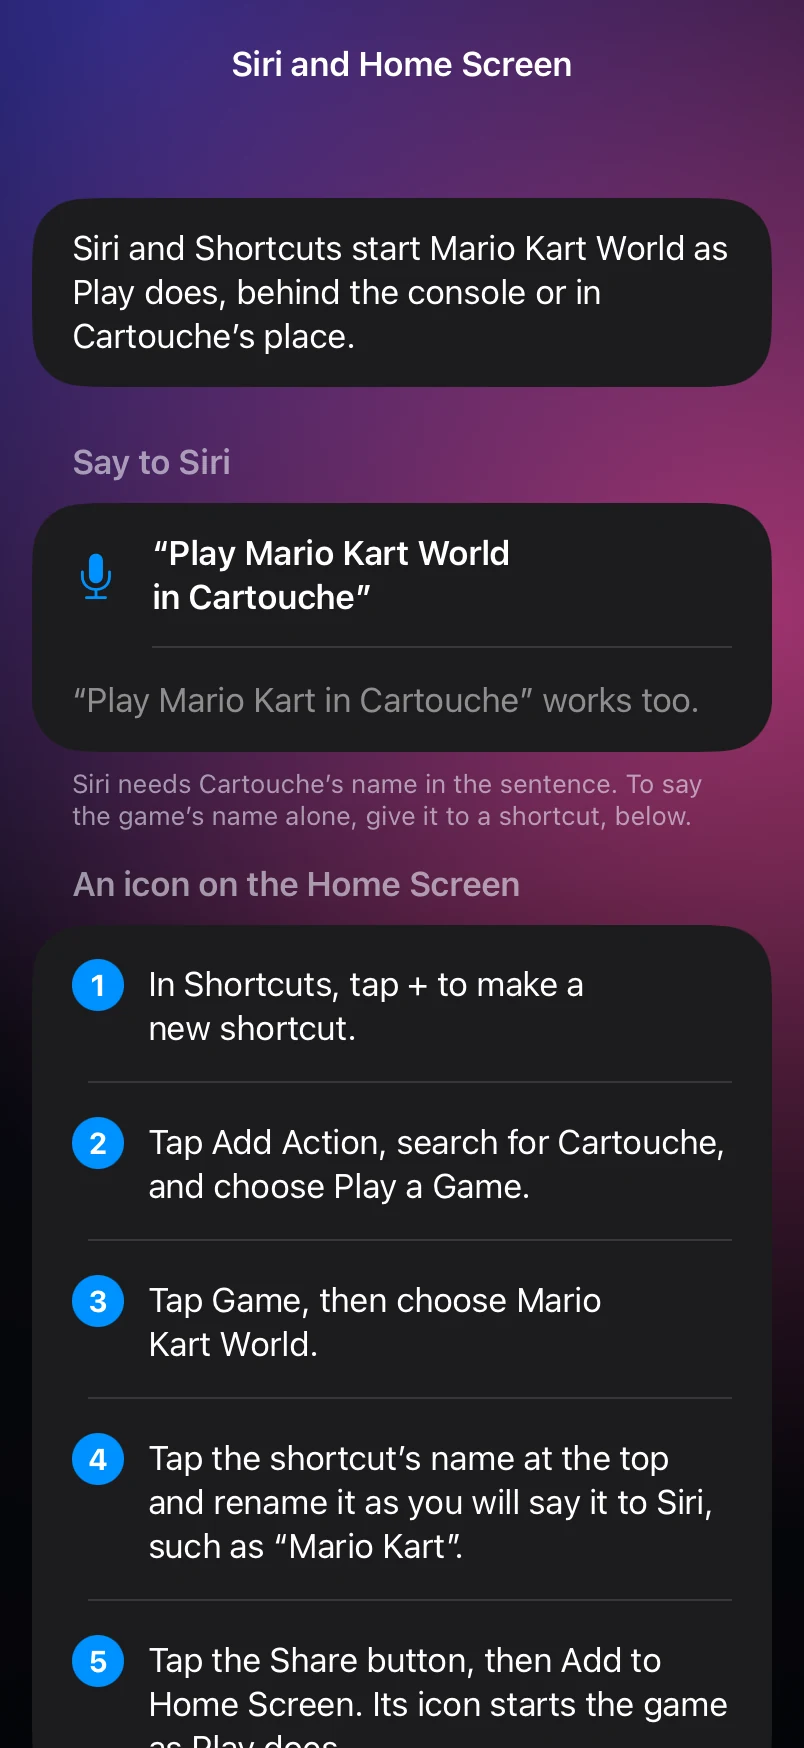 Siri and Home Screen
Siri and Shortcuts start Mario Kart World as
Play does, behind the console or in
Cartouche’s place.
Say to Siri
“Play Mario Kart World
in Cartouche”
“Play Mario Kart in Cartouche” works too.
Siri needs Cartouche’s name in the sentence. To say
the game’s name alone, give it to a shortcut, below.
An icon on the Home Screen
1 In Shortcuts, tap + to make a
new shortcut.
2 Tap Add Action, search for Cartouche,
and choose Play a Game.
3 Tap Game, then choose Mario
Kart World.
4 Tap the shortcut’s name at the top
and rename it as you will say it to Siri,
such as “Mario Kart”.
5 Tap the Share button, then Add to
Home Screen. Its icon starts the game
as Play does.